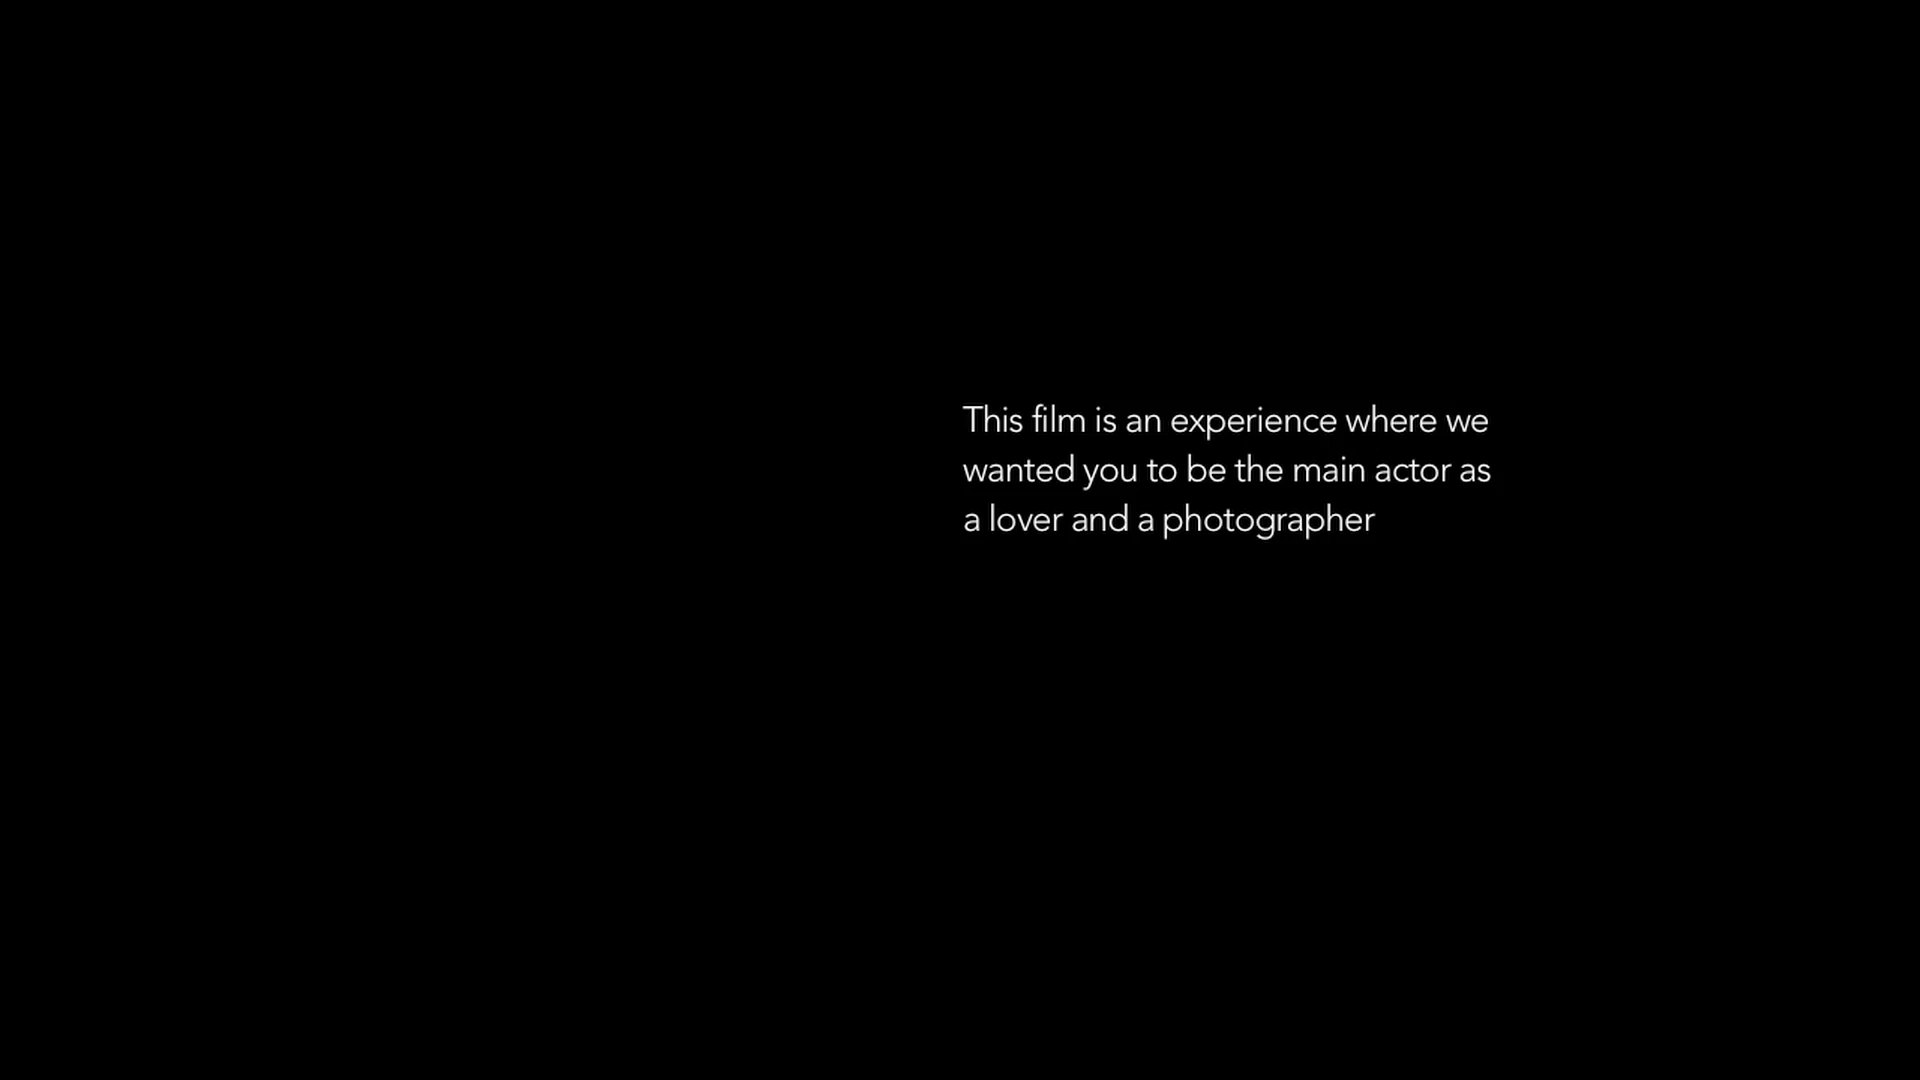 This film is an experience where we
wanted you to be the main actor as
a lover and a photographer